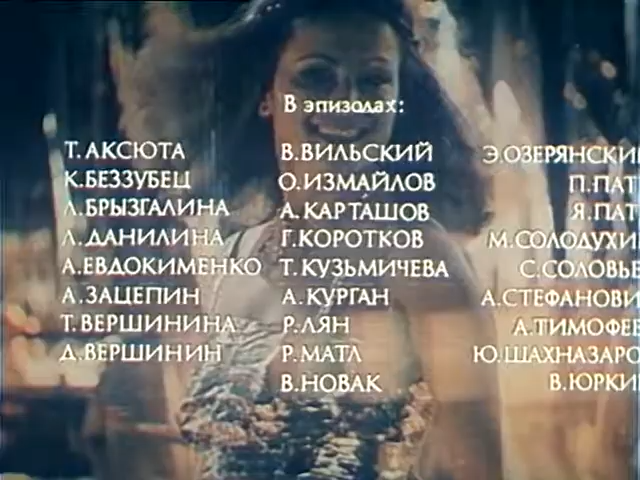 В эпизодах:
Т. АКСЮТА
К.БЕЗЗУБЕЦ
Л.БРЫЗГАЛИНА
Л.ДАНИЛИНА
А.ЕВДОКИМЕНКО
А.ЗАЦЕПИН
Т.ВЕРШИНИНА
Д.ВЕРШИНИН
В.ВИЛЬСКИЙ
О.ИЗМАЙЛОВ
А.КАРТАШОВ
Г.КОРОТКОВ
Т.КУЗЬМИЧЕВА
А.КУРГАН
Р.ЛЯН
Р.МАТЛ
В.НОВАК
Э.ОЗЕРЯНСКИ
П.ПАТ
Я.ПАТ
М.СОЛОДУХИ
С.СОЛОВЬЕ
А.СТЕФАНОВИ
А.ТИМОФЕ
Ю.ШАХНАЗАРО
В.ЮРКИ